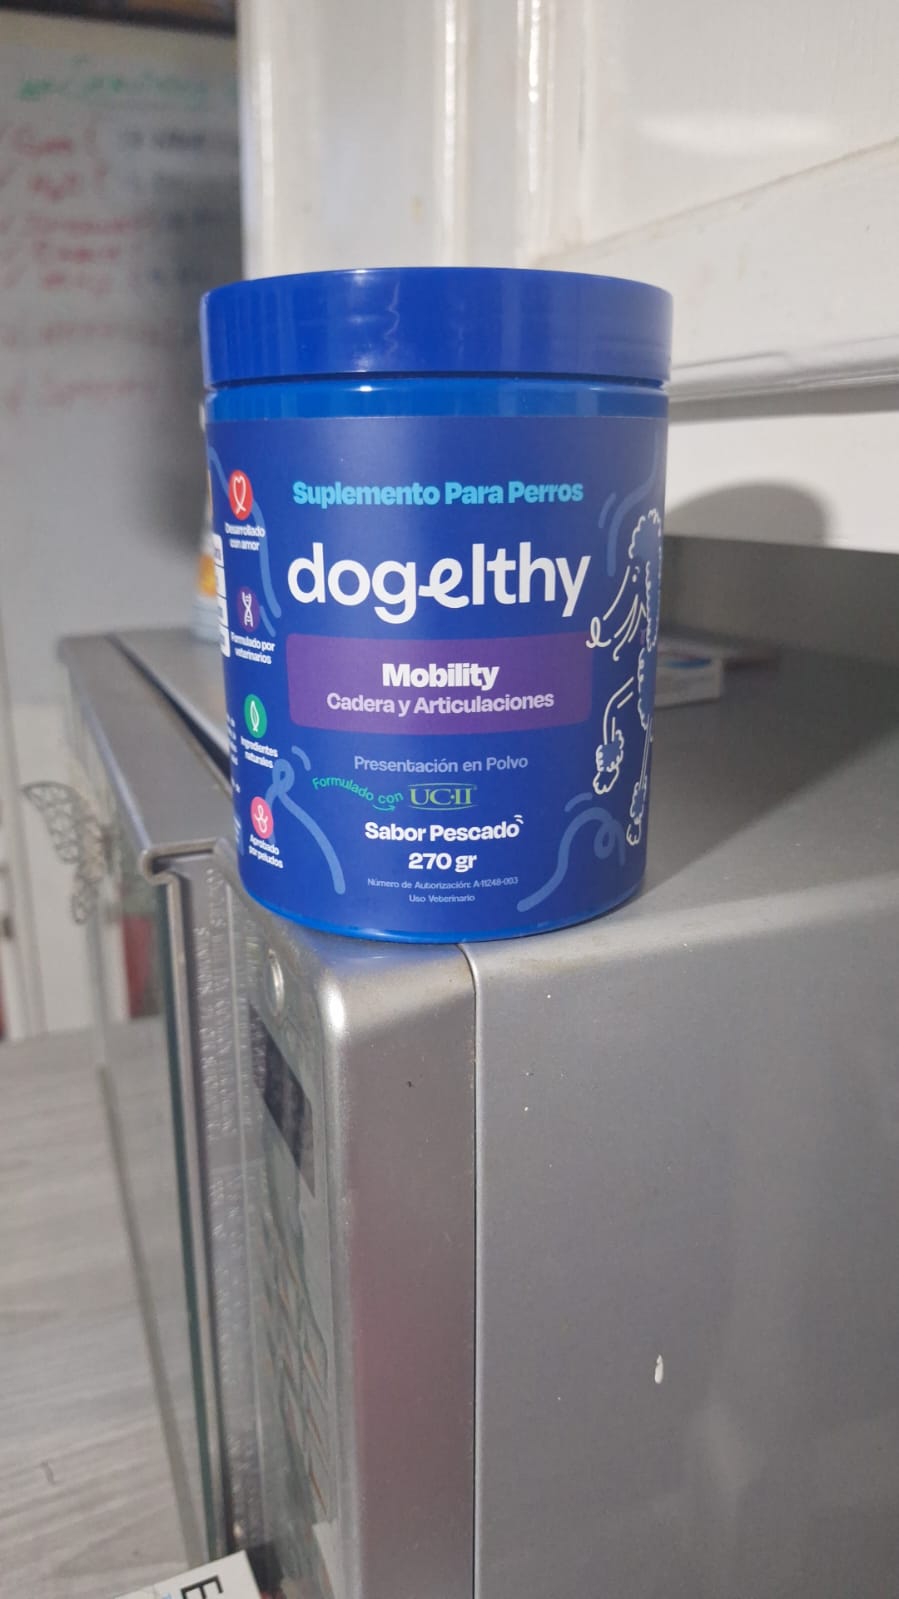 Suplemento Para Perros
dogelthy
Mobility
Cadera y Articulaciones
Presentación en Polvo
Formulado con UC-II®
Sabor Pescado
270 gr
Número de Autorización: A-11248-003
Uso Veterinario
Desarrollado
con amor
Formulado por
veterinarios
Ingredientes
naturales
Aprobado
por peludos
E